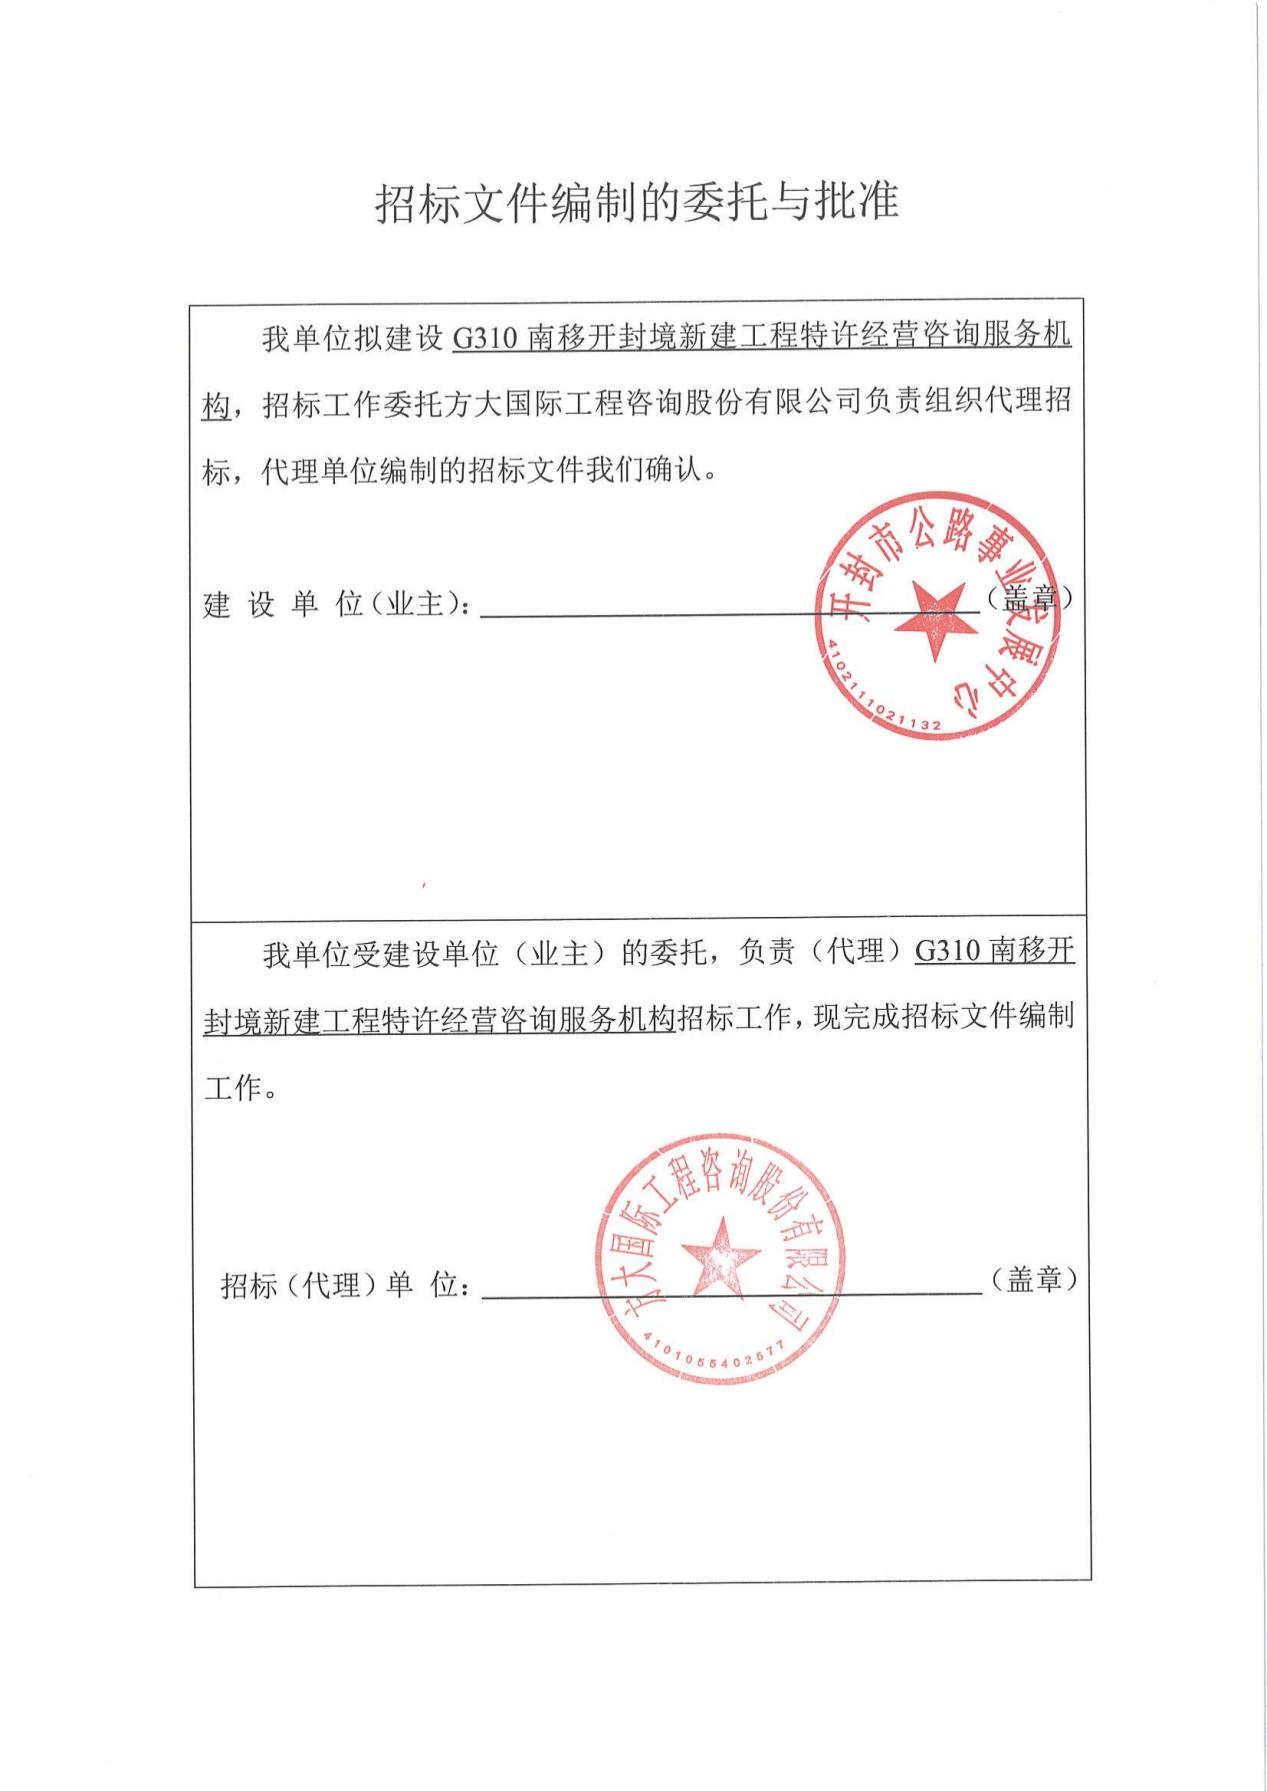 招标文件编制的委托与批准
我单位拟建设 G310 南移开封境新建工程特许经营咨询服务机
构，招标工作委托方大国际工程咨询股份有限公司负责组织代理招
标，代理单位编制的招标文件我们确认。
建 设 单 位（业主）：（盖章）
开封市公路事业发展中心
4102111021132
我单位受建设单位（业主）的委托，负责（代理）G310 南移开
封境新建工程特许经营咨询服务机构招标工作，现完成招标文件编制
工作。
招标（代理）单 位：（盖章）
方大国际工程咨询股份有限公司
4101055402577